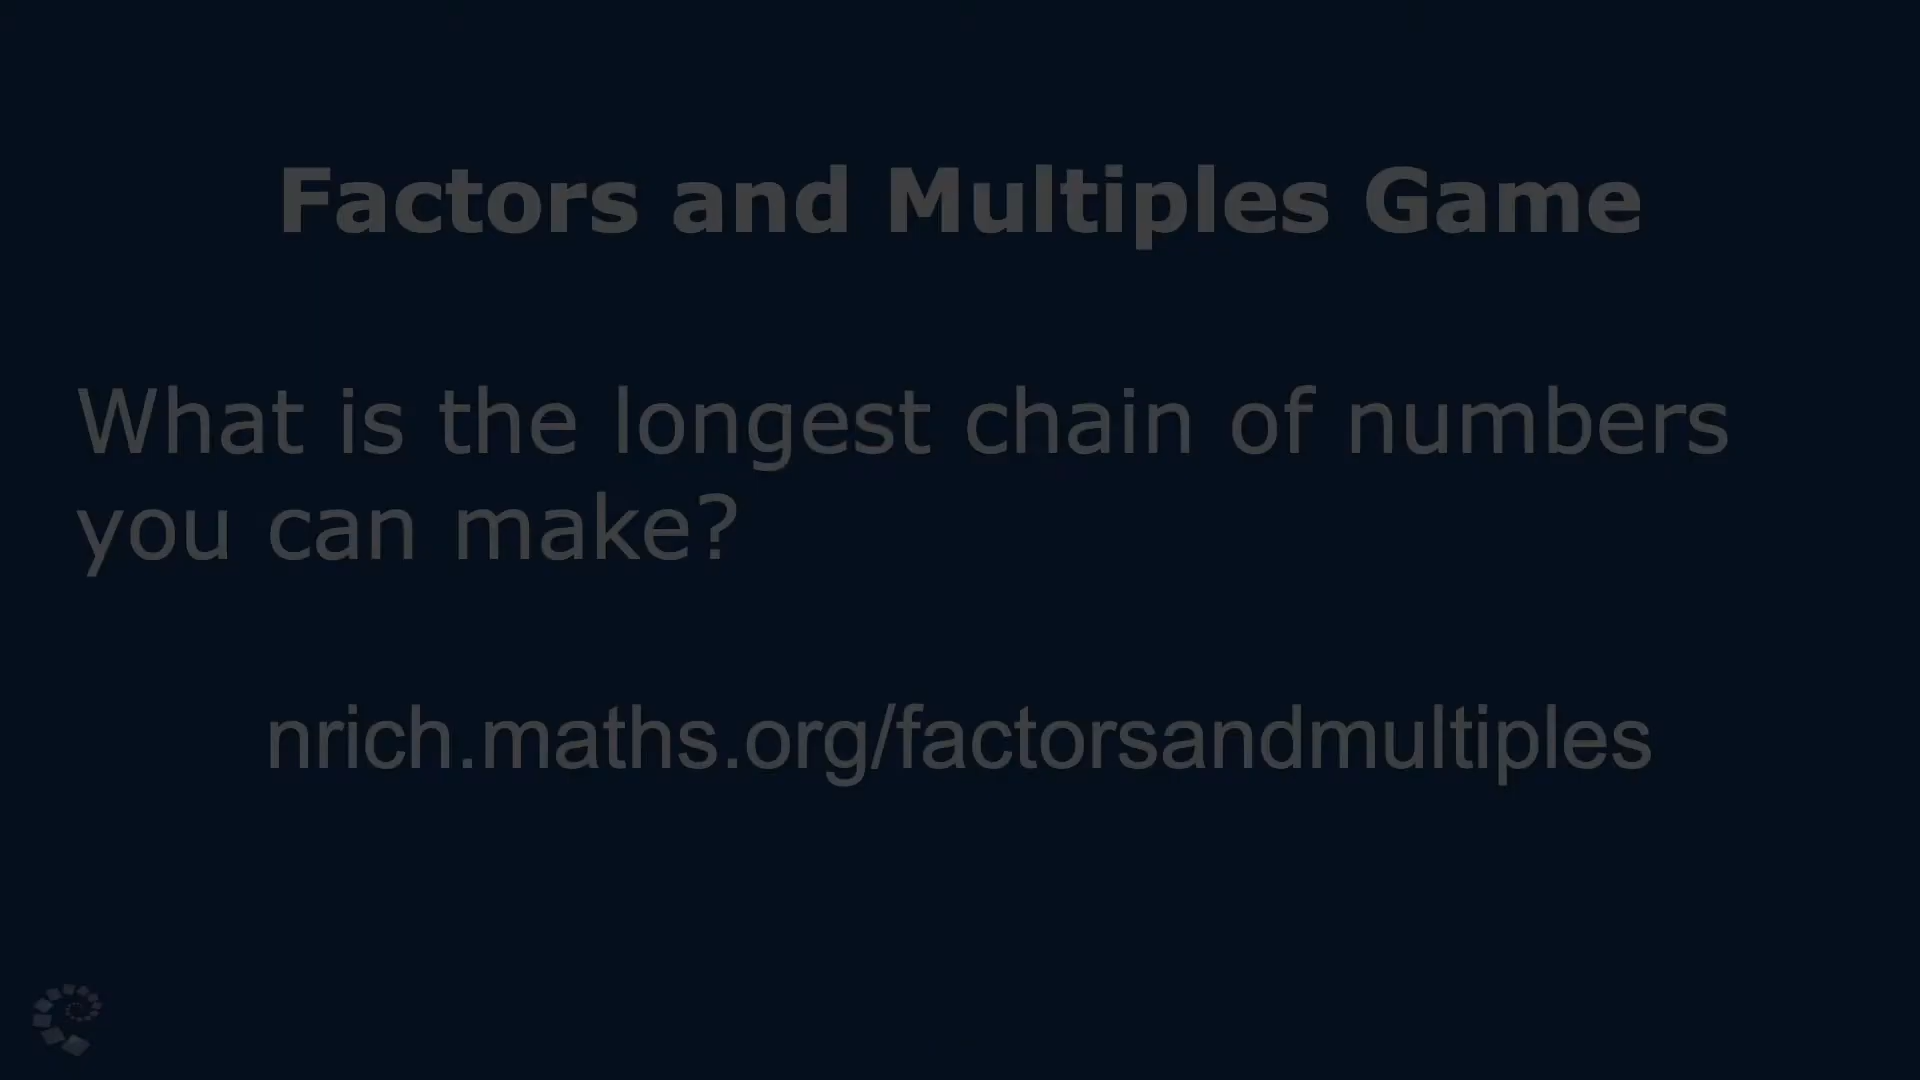 Factors and Multiples Game
What is the longest chain of numbers
you can make?
nrich.maths.org/factorsandmultiples